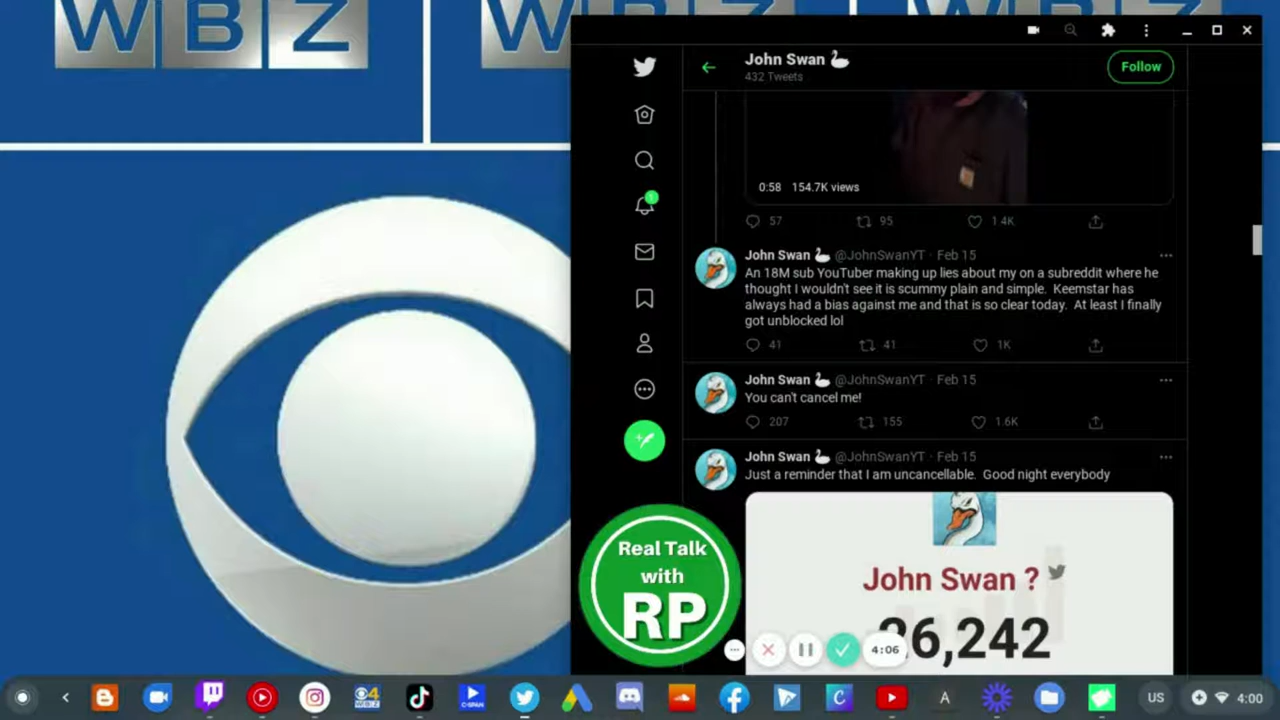 WBZ
W
John Swan
432 Tweets
Follow
0:58 154.7K views
57 95 1.4K
John Swan @JohnSwanYT · Feb 15
An 18M sub YouTuber making up lies about my on a subreddit where he
thought I wouldn't see it is scummy plain and simple. Keemstar has
always had a bias against me and that is so clear today. At least I finally
got unblocked lol
41 41 1K
John Swan @JohnSwanYT · Feb 15
You can't cancel me!
207 155 1.6K
John Swan @JohnSwanYT · Feb 15
Just a reminder that I am uncancellable. Good night everybody
John Swan ?
26,242
Real Talk
with
RP
4:06
4
WBZ
C-SPAN
C
A
US
4:00
1